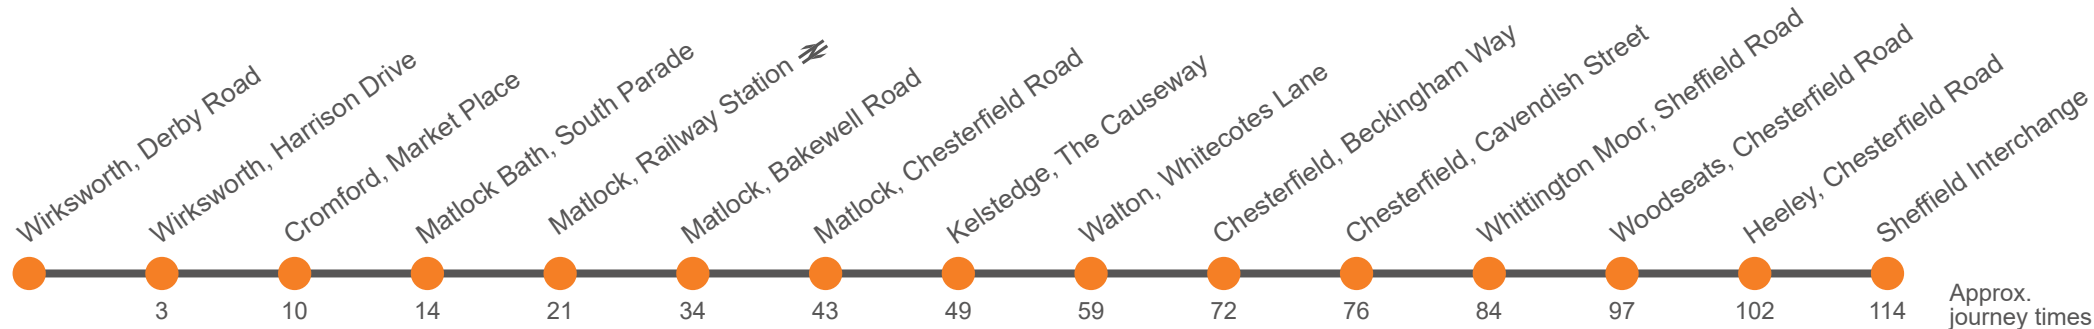 Wirksworth, Derby Road
Wirksworth, Harrison Drive
Cromford, Market Place
Matlock Bath, South Parade
Matlock, Railway Station
Matlock, Bakewell Road
Matlock, Chesterfield Road
Kelstedge, The Causeway
Walton, Whitecotes Lane
Chesterfield, Beckingham Way
Chesterfield, Cavendish Street
Whittington Moor, Sheffield Road
Woodseats, Chesterfield Road
Heeley, Chesterfield Road
Sheffield Interchange
3 10 14 21 34 43 49 59 72 76 84 97 102 114
Approx.
journey times